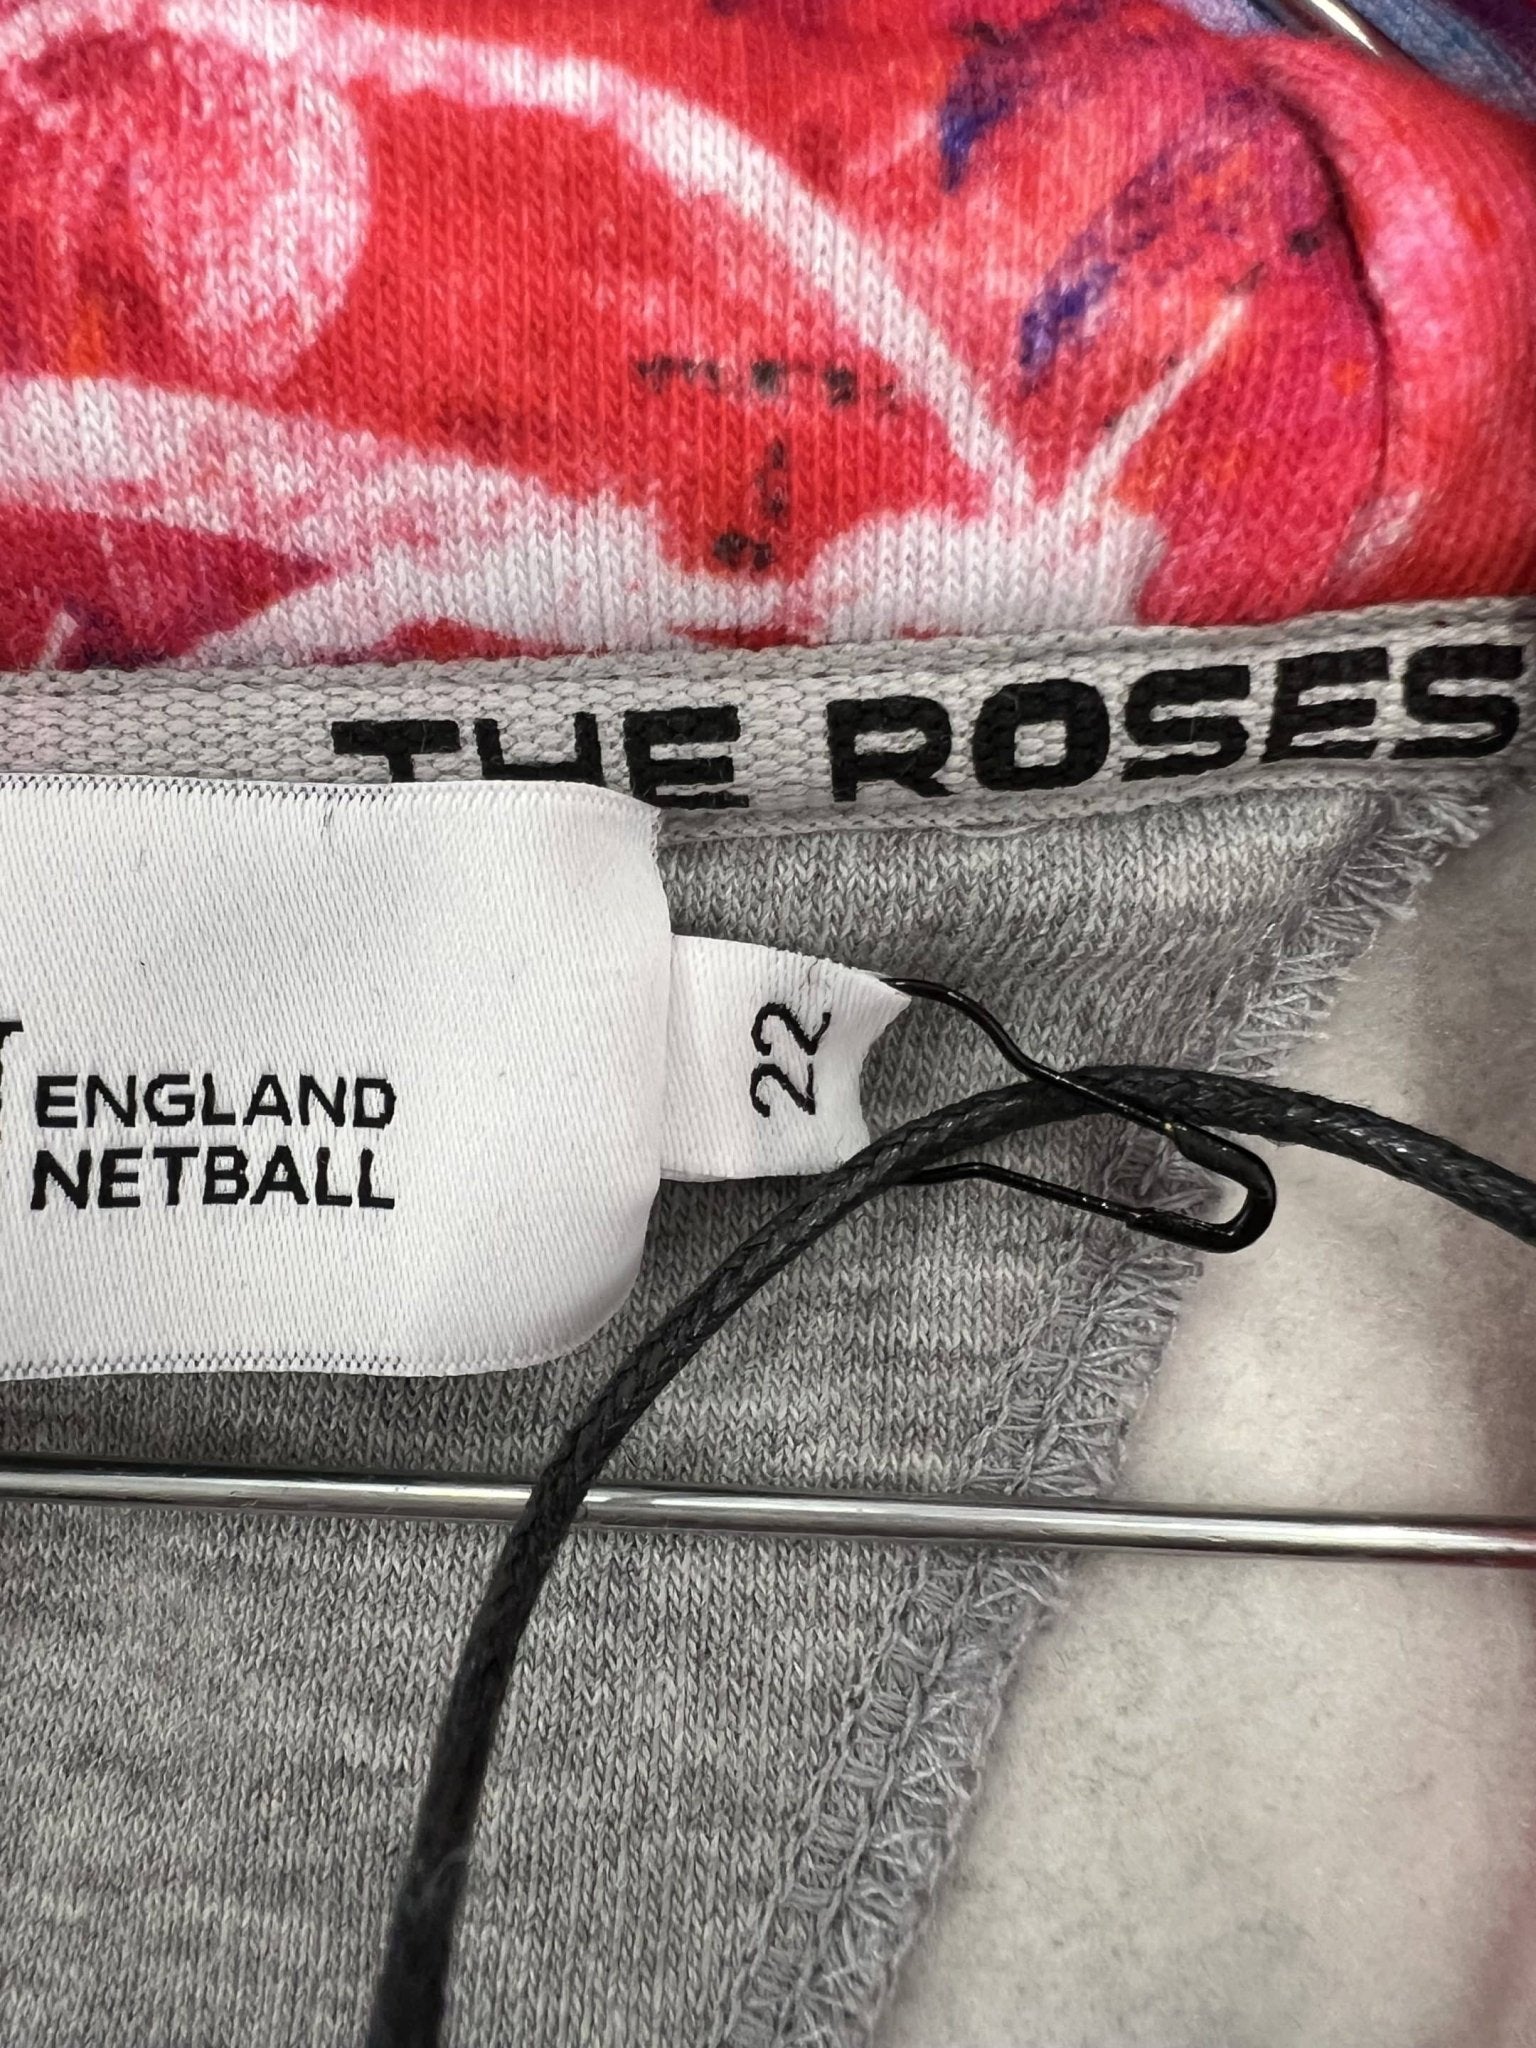 THE ROSES
ENGLAND
NETBALL
22